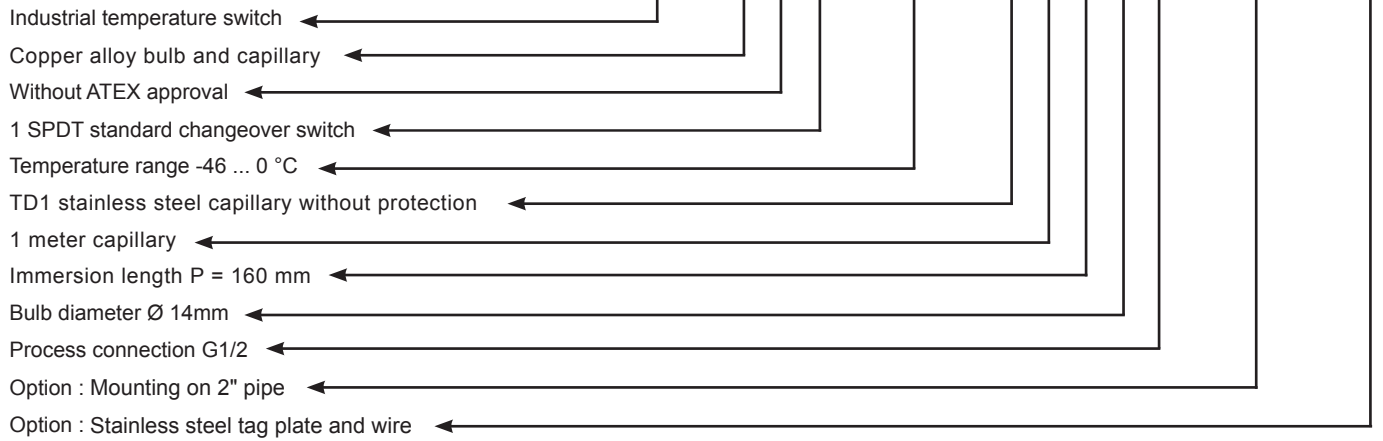 Industrial temperature switch
Copper alloy bulb and capillary
Without ATEX approval
1 SPDT standard changeover switch
Temperature range -46 ... 0 °C
TD1 stainless steel capillary without protection
1 meter capillary
Immersion length P = 160 mm
Bulb diameter Ø 14mm
Process connection G1/2
Option : Mounting on 2" pipe
Option : Stainless steel tag plate and wire